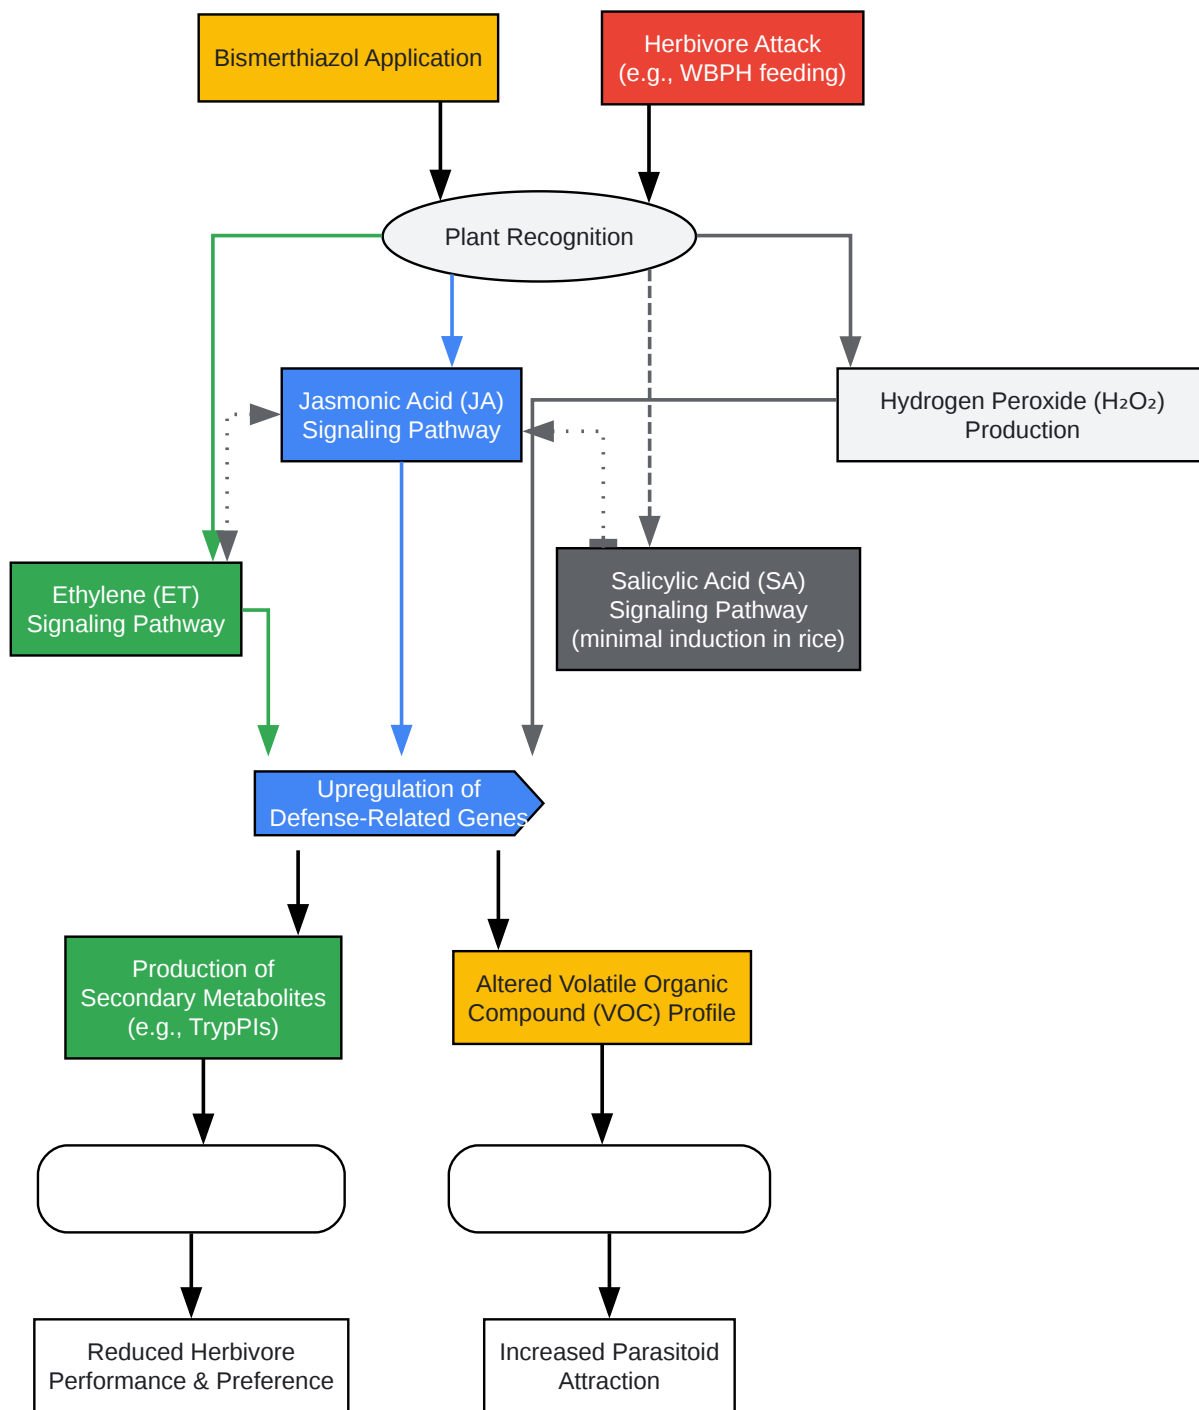 Bismerthiazol Application
Herbivore Attack
(e.g., WBPH feeding)
Plant Recognition
Jasmonic Acid (JA)
Signaling Pathway
Hydrogen Peroxide (H₂O₂)
Production
Ethylene (ET)
Signaling Pathway
Salicylic Acid (SA)
Signaling Pathway
(minimal induction in rice)
Upregulation of
Defense-Related Genes
Production of
Secondary Metabolites
(e.g., TrypPIs)
Altered Volatile Organic
Compound (VOC) Profile
Reduced Herbivore
Performance & Preference
Increased Parasitoid
Attraction